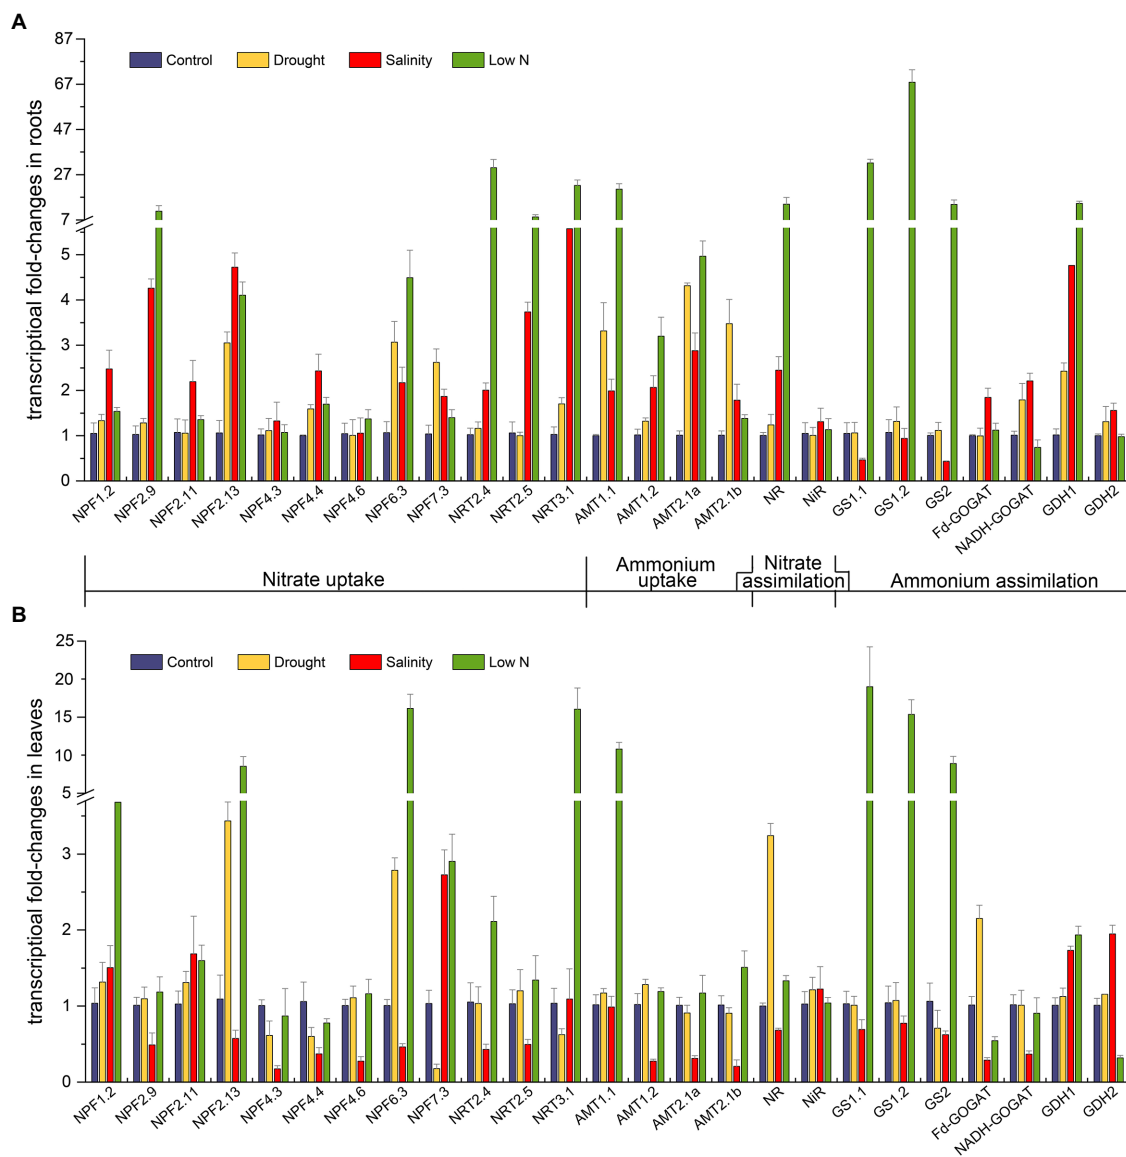 A
transcriptioal fold-changes in roots
87
67
47
27
7
5
4
3
2
1
0
Control Drought Salinity Low N
NPF1.2 NPF2.9 NPF2.11 NPF2.13 NPF4.3 NPF4.4 NPF4.6 NPF6.3 NPF7.3 NRT2.4 NRT2.5 NRT3.1 AMT1.1 AMT1.2 AMT2.1a AMT2.1b NR NiR GS1.1 GS1.2 GS2 Fd-GOGAT NADH-GOGAT GDH1 GDH2
Nitrate uptake
Ammonium
uptake
Nitrate
assimilation
Ammonium assimilation
B
transcriptioal fold-changes in leaves
25
20
15
10
5
3
2
1
0
Control Drought Salinity Low N
NPF1.2 NPF2.9 NPF2.11 NPF2.13 NPF4.3 NPF4.4 NPF4.6 NPF6.3 NPF7.3 NRT2.4 NRT2.5 NRT3.1 AMT1.1 AMT1.2 AMT2.1a AMT2.1b NR NiR GS1.1 GS1.2 GS2 Fd-GOGAT NADH-GOGAT GDH1 GDH2